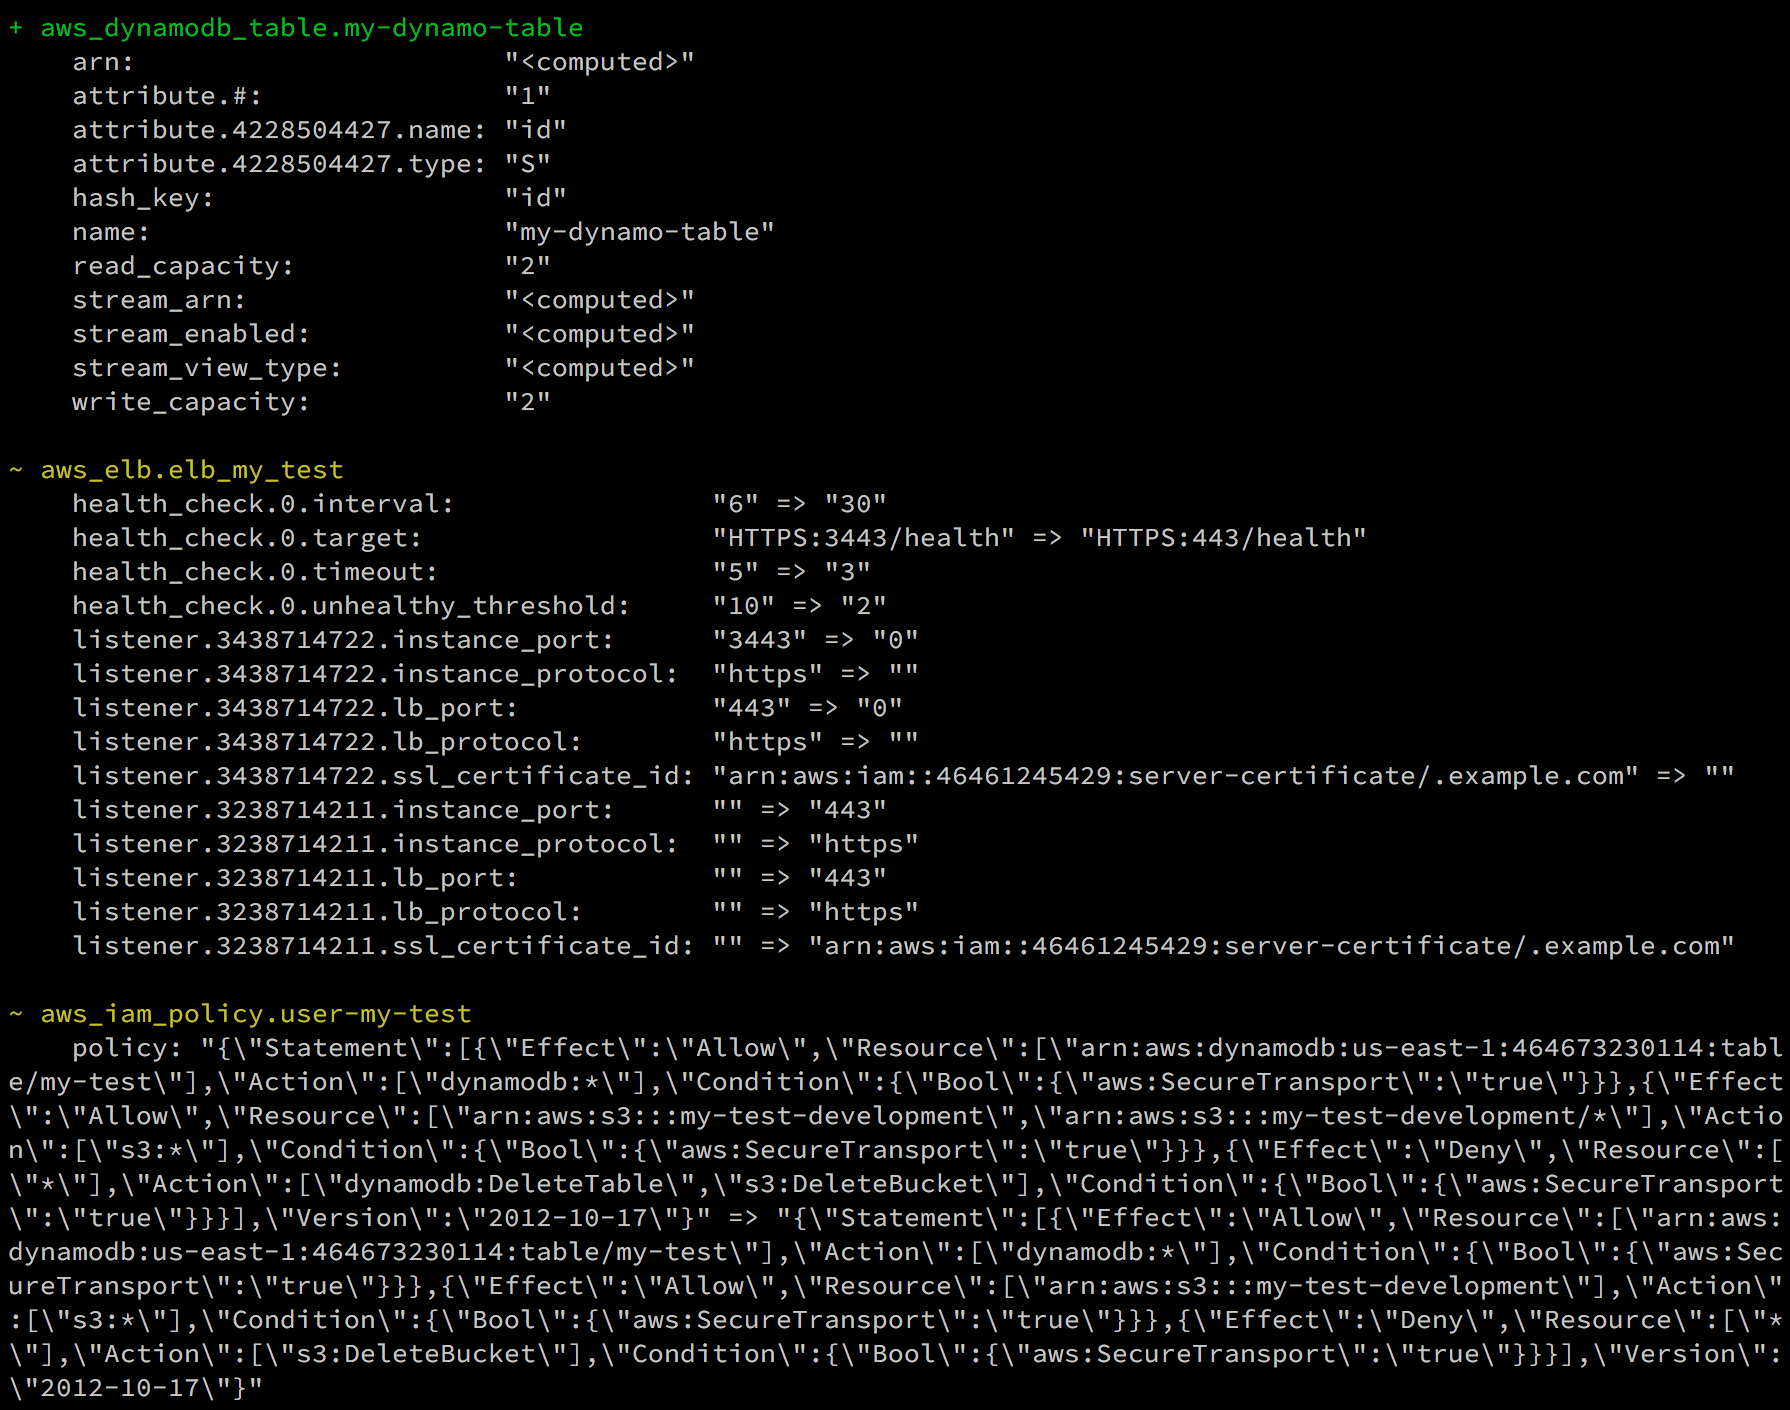 + aws_dynamodb_table.my-dynamo-table
    arn:                       "<computed>"
    attribute.#:               "1"
    attribute.4228504427.name: "id"
    attribute.4228504427.type: "S"
    hash_key:                  "id"
    name:                      "my-dynamo-table"
    read_capacity:             "2"
    stream_arn:                "<computed>"
    stream_enabled:            "<computed>"
    stream_view_type:          "<computed>"
    write_capacity:            "2"

~ aws_elb.elb_my_test
    health_check.0.interval:                "6" => "30"
    health_check.0.target:                  "HTTPS:3443/health" => "HTTPS:443/health"
    health_check.0.timeout:                 "5" => "3"
    health_check.0.unhealthy_threshold:     "10" => "2"
    listener.3438714722.instance_port:      "3443" => "0"
    listener.3438714722.instance_protocol:  "https" => ""
    listener.3438714722.lb_port:            "443" => "0"
    listener.3438714722.lb_protocol:        "https" => ""
    listener.3438714722.ssl_certificate_id: "arn:aws:iam::46461245429:server-certificate/.example.com" => ""
    listener.3238714211.instance_port:      "" => "443"
    listener.3238714211.instance_protocol:  "" => "https"
    listener.3238714211.lb_port:            "" => "443"
    listener.3238714211.lb_protocol:        "" => "https"
    listener.3238714211.ssl_certificate_id: "" => "arn:aws:iam::46461245429:server-certificate/.example.com"

~ aws_iam_policy.user-my-test
    policy: "{\"Statement\":[{\"Effect\":\"Allow\",\"Resource\":[\"arn:aws:dynamodb:us-east-1:464673230114:tabl
e/my-test\"],\"Action\":[\"dynamodb:*\"],\"Condition\":{\"Bool\":{\"aws:SecureTransport\":\"true\"}}},{\"Effect
\":\"Allow\",\"Resource\":[\"arn:aws:s3:::my-test-development\",\"arn:aws:s3:::my-test-development/*\"],\"Actio
n\":[\"s3:*\"],\"Condition\":{\"Bool\":{\"aws:SecureTransport\":\"true\"}}},{\"Effect\":\"Deny\",\"Resource\":[
\"*\"],\"Action\":[\"dynamodb:DeleteTable\",\"s3:DeleteBucket\"],\"Condition\":{\"Bool\":{\"aws:SecureTransport
\":\"true\"}}}],\"Version\":\"2012-10-17\"}" => "{\"Statement\":[{\"Effect\":\"Allow\",\"Resource\":[\"arn:aws:
dynamodb:us-east-1:464673230114:table/my-test\"],\"Action\":[\"dynamodb:*\"],\"Condition\":{\"Bool\":{\"aws:Sec
ureTransport\":\"true\"}}},{\"Effect\":\"Allow\",\"Resource\":[\"arn:aws:s3:::my-test-development\"],\"Action\"
:[\"s3:*\"],\"Condition\":{\"Bool\":{\"aws:SecureTransport\":\"true\"}}},{\"Effect\":\"Deny\",\"Resource\":[\"*
\"],\"Action\":[\"s3:DeleteBucket\"],\"Condition\":{\"Bool\":{\"aws:SecureTransport\":\"true\"}}}],\"Version\":
\"2012-10-17\"}"